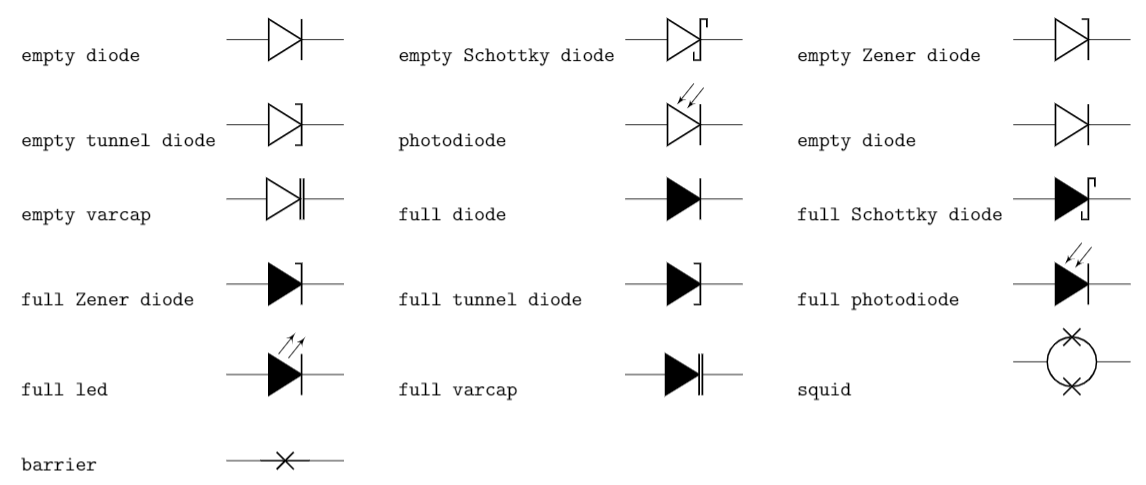 empty diode
empty Schottky diode
empty Zener diode
empty tunnel diode
photodiode
empty diode
empty varcap
full diode
full Schottky diode
full Zener diode
full tunnel diode
full photodiode
full led
full varcap
squid
barrier